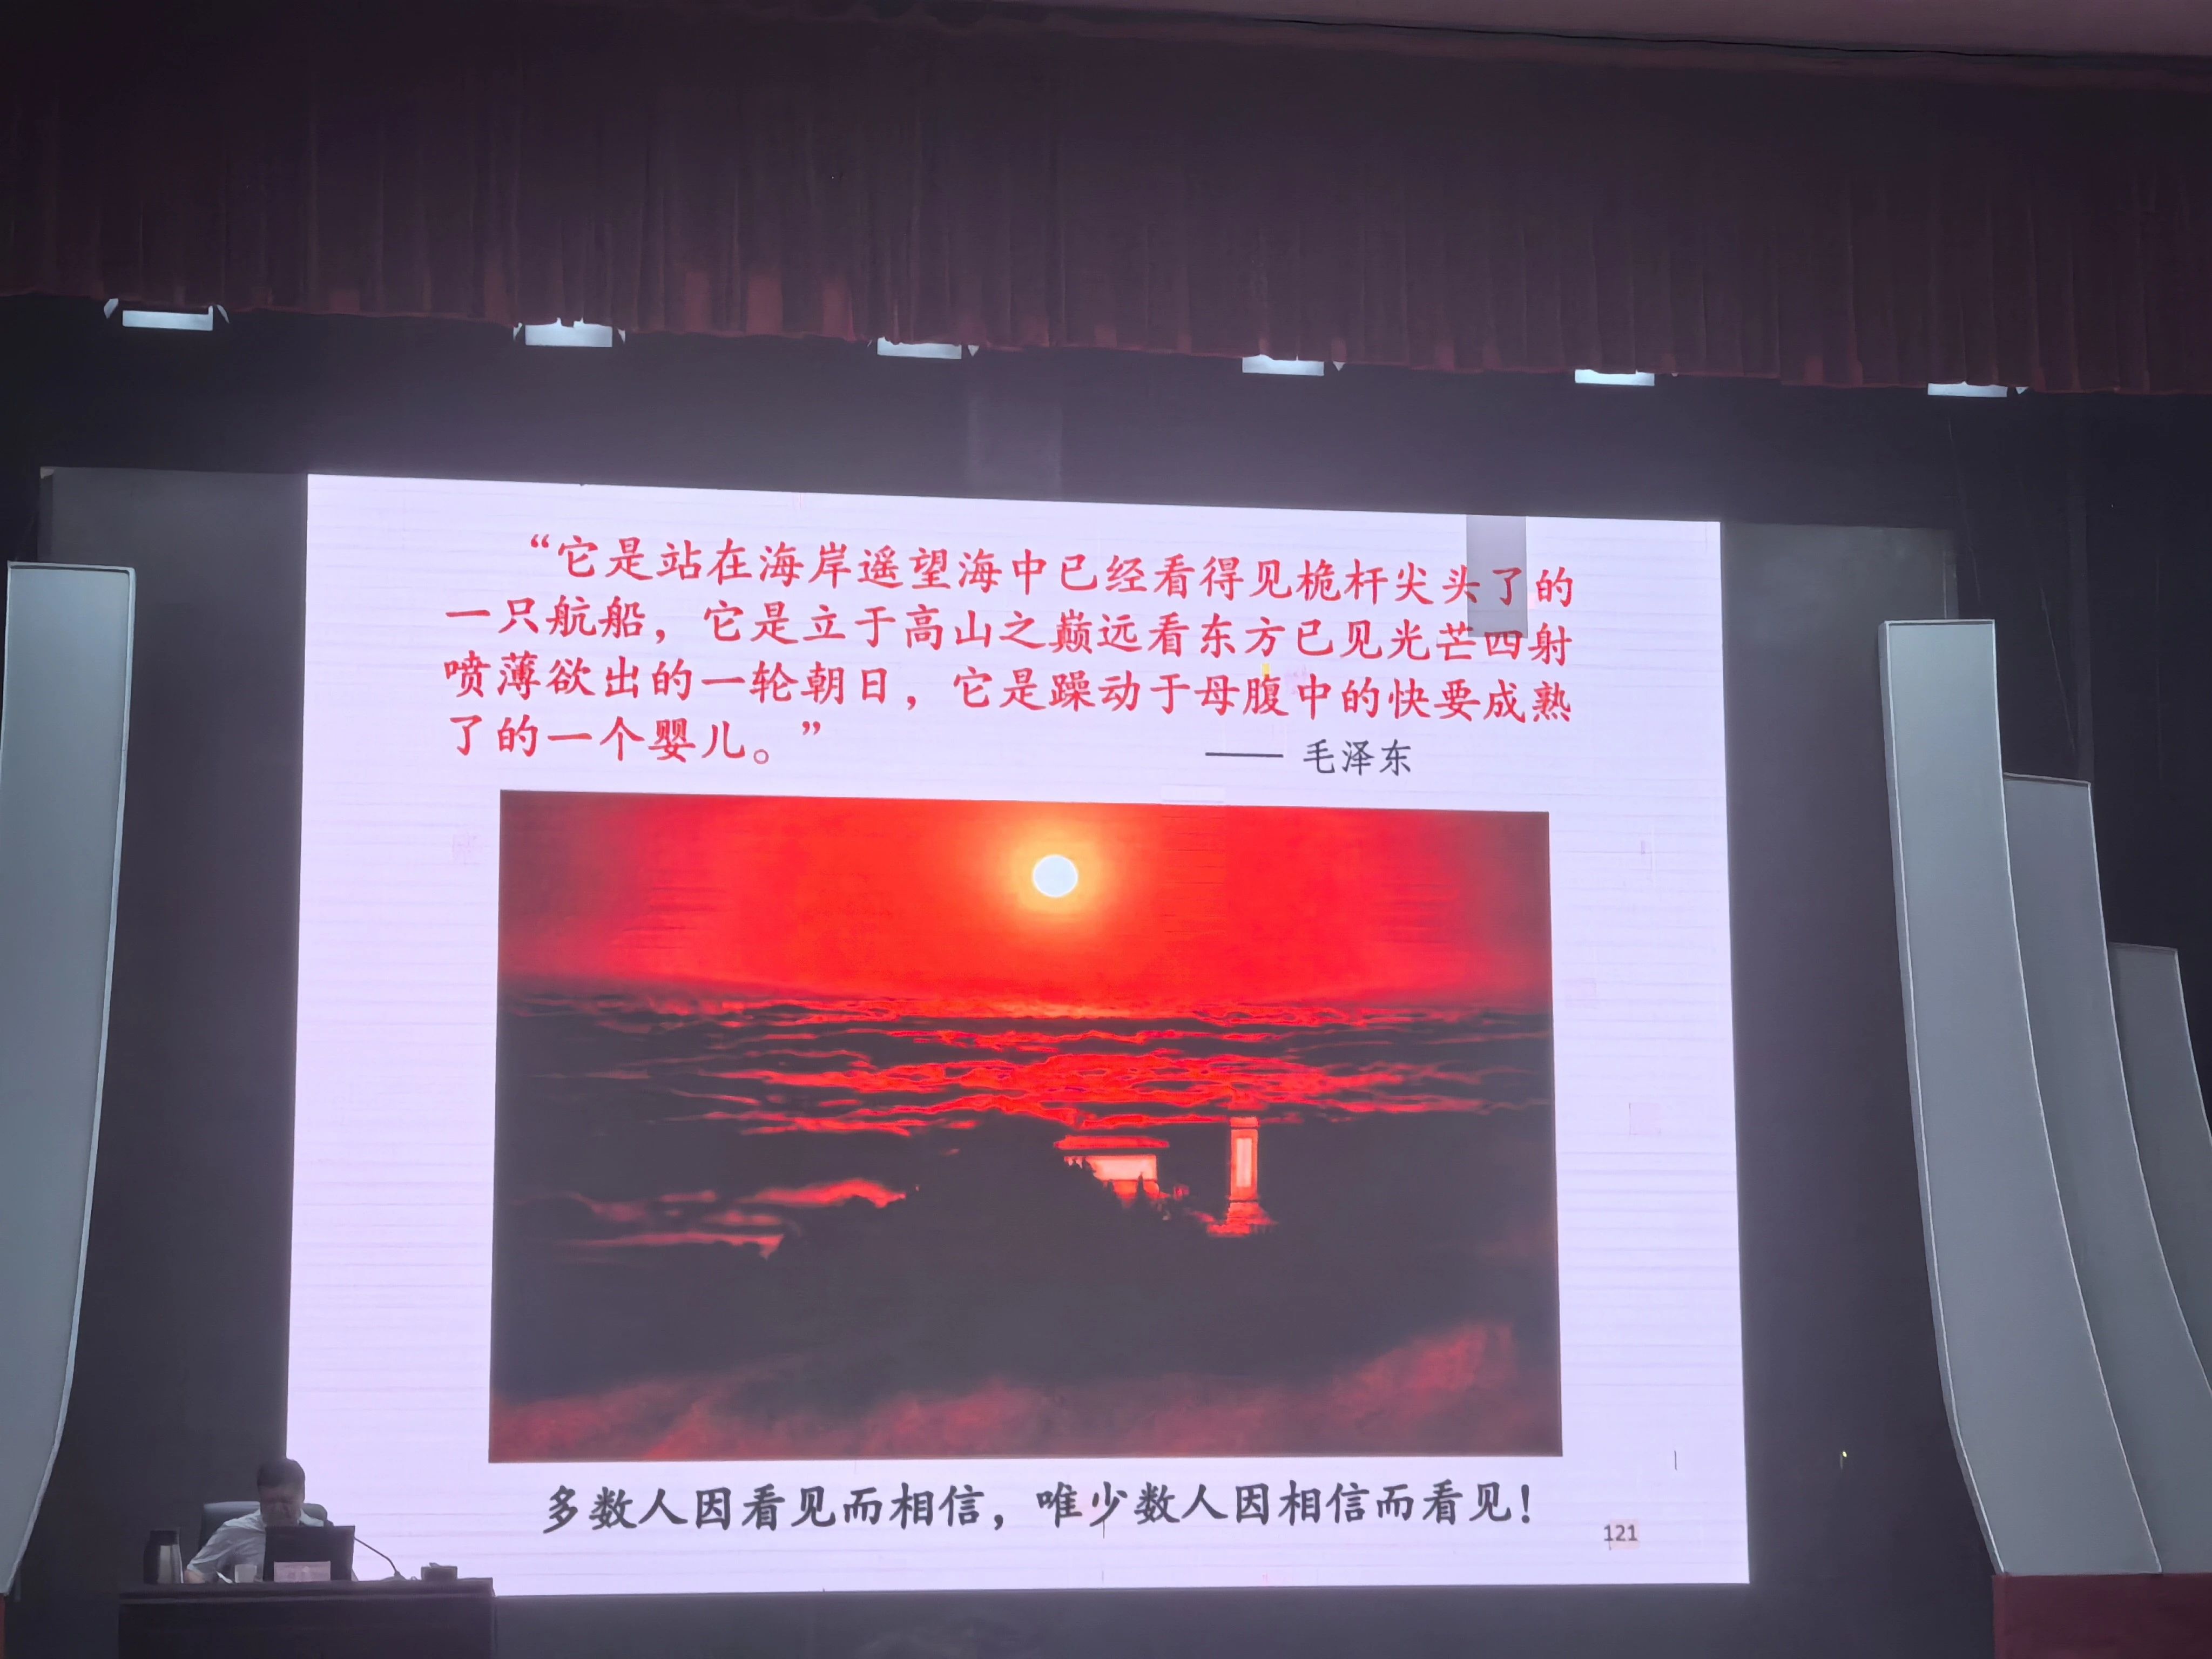 “它是站在海岸遥望海中已经看得见桅杆尖头了的
一只航船，它是立于高山之巅远看东方已见光芒四射
喷薄欲出的一轮朝日，它是躁动于母腹中的快要成熟
了的一个婴儿。”
—— 毛泽东
多数人因看见而相信，唯少数人因相信而看见！
121